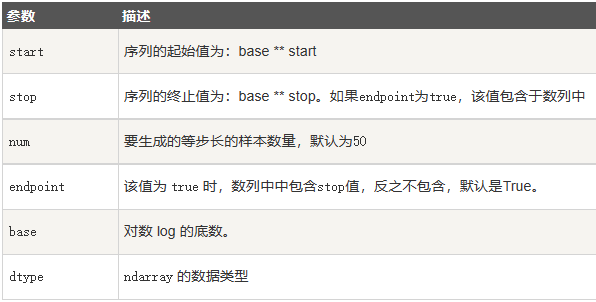 参数 描述
start 序列的起始值为：base ** start
stop 序列的终止值为：base ** stop。如果endpoint为true，该值包含于数列中
num 要生成的等步长的样本数量，默认为50
endpoint 该值为 true 时，数列中中包含stop值，反之不包含，默认是True。
base 对数 log 的底数。
dtype ndarray 的数据类型